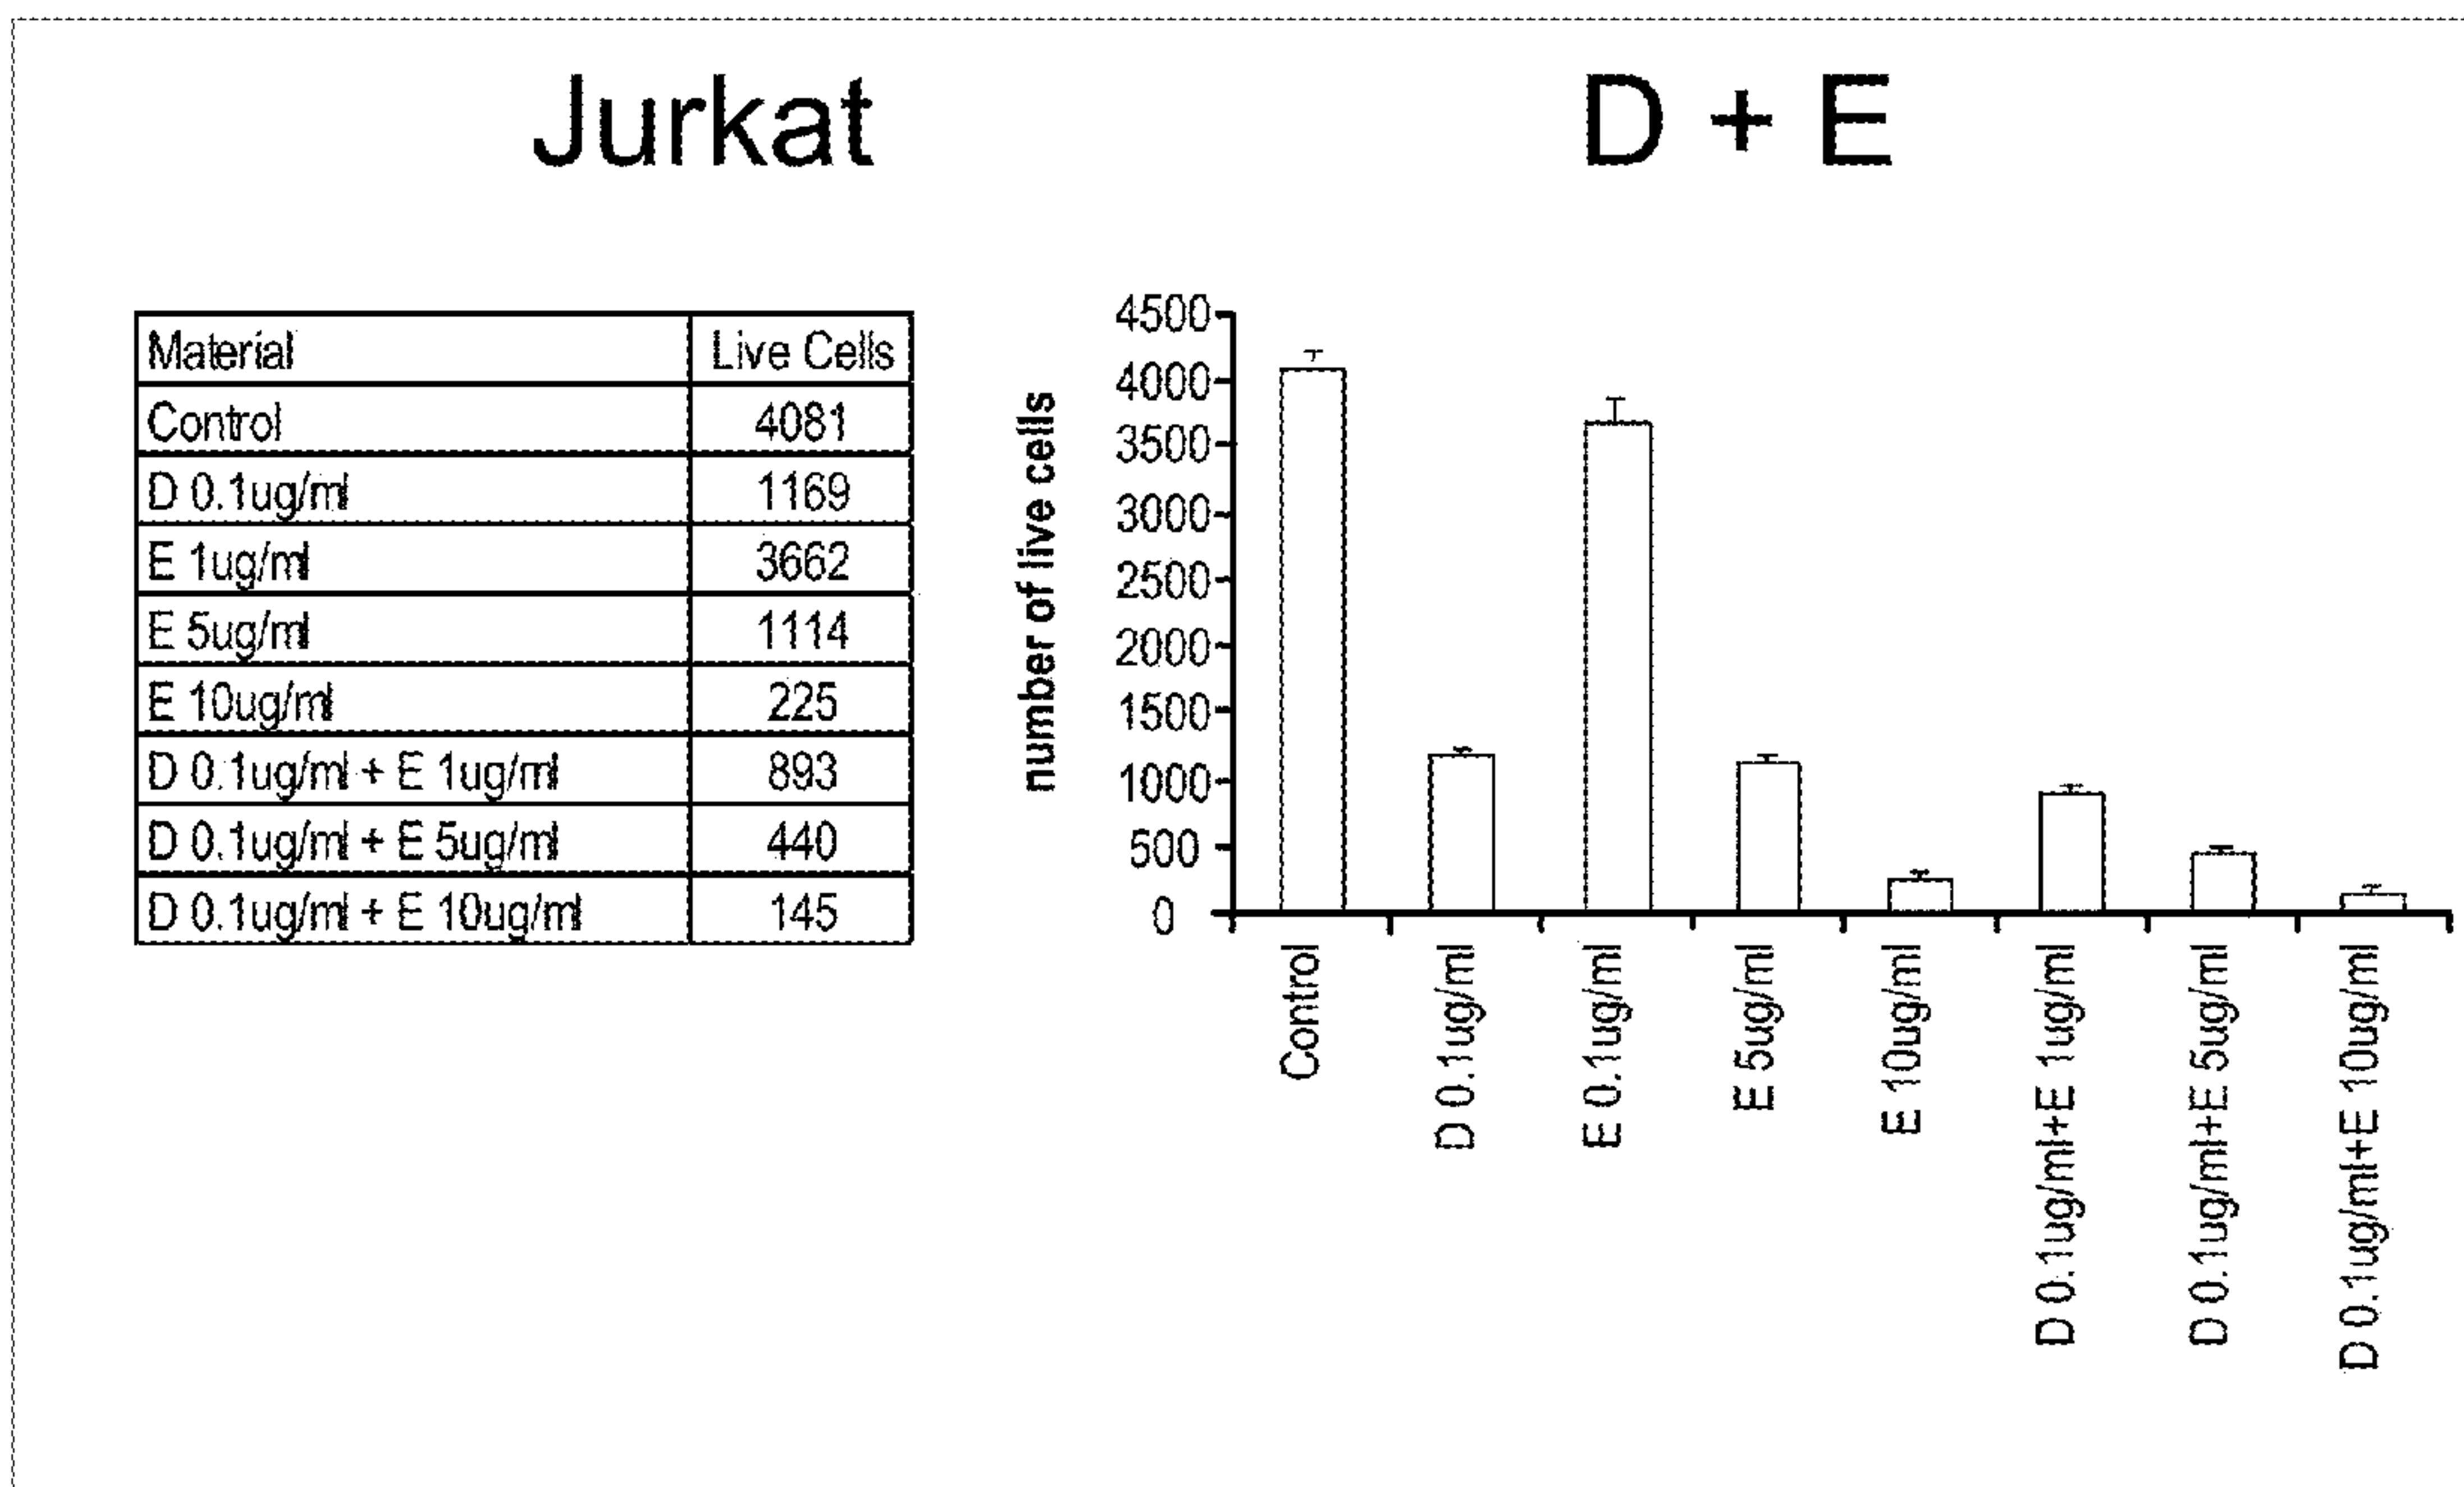 Jurkat
D + E
Material Live Cells
Control 4081
D 0.1ug/ml 1169
E 1ug/ml 3662
E 5ug/ml 1114
E 10ug/ml 225
D 0.1ug/ml + E 1ug/ml 893
D 0.1ug/ml + E 5ug/ml 440
D 0.1ug/ml + E 10ug/ml 145
number of live cells
4500
4000
3500
3000
2500
2000
1500
1000
500
0
Control
D 0.1ug/ml
E 0.1ug/ml
E 5ug/ml
E 10ug/ml
D 0.1ug/ml+E 1ug/ml
D 0.1ug/ml+E 5ug/ml
D 0.1ug/ml+E 10ug/ml